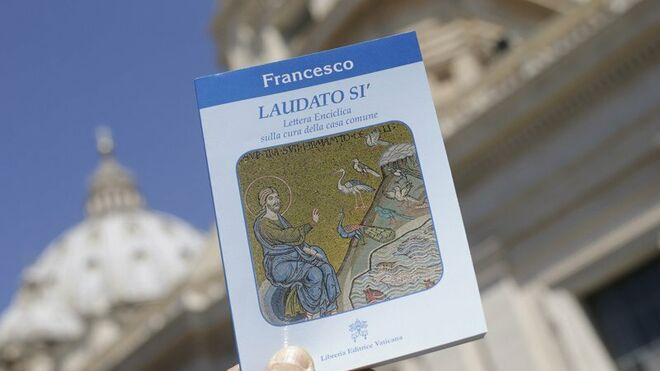 Francesco
LAUDATO SI'
Lettera Enciclica
sulla cura della casa comune
Libreria Editrice Vaticana